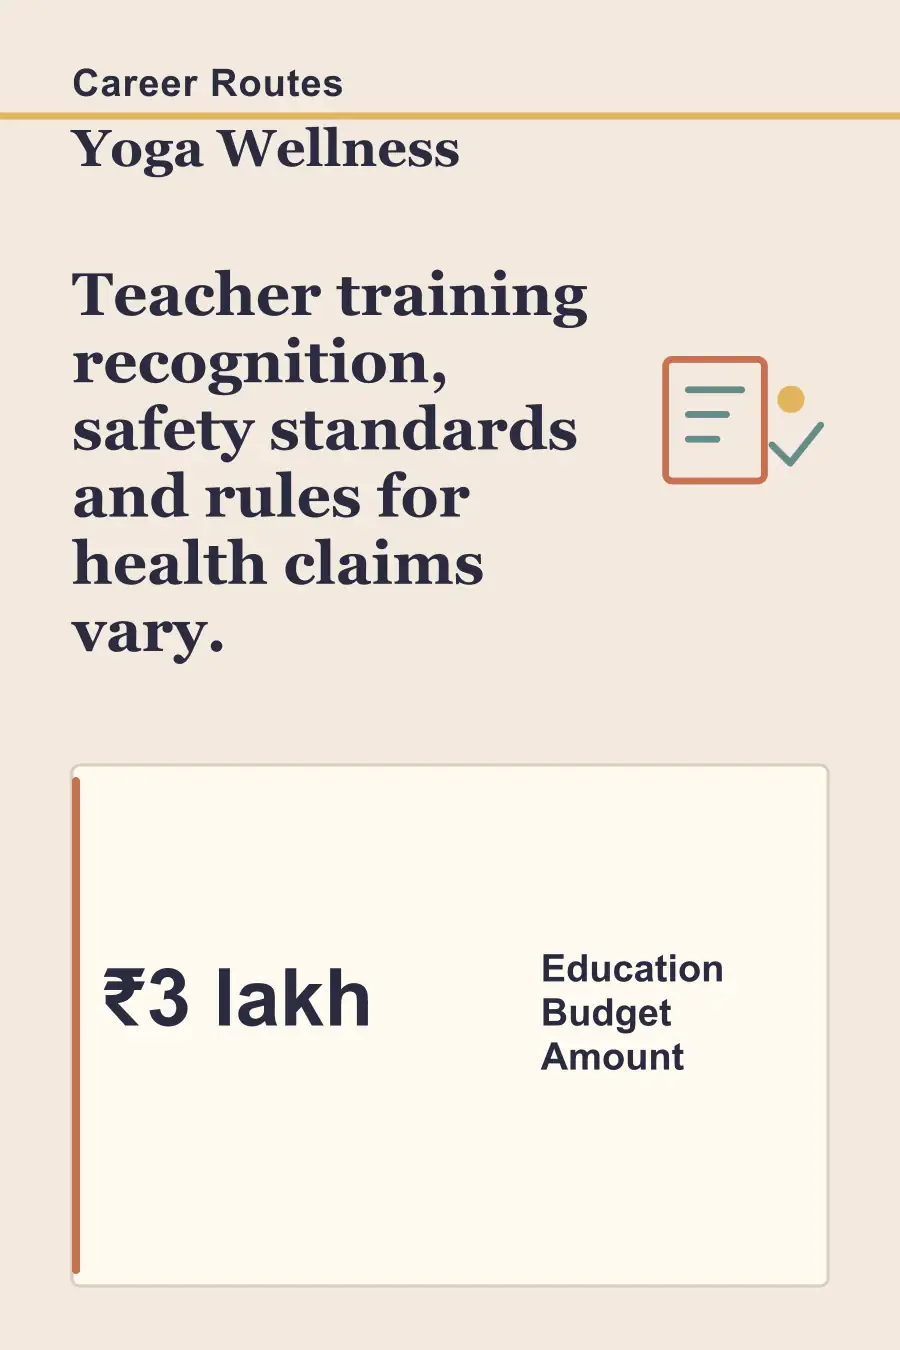 Career Routes
Yoga Wellness
Teacher training
recognition,
safety standards
and rules for
health claims
vary.
₹3 lakh
Education
Budget
Amount